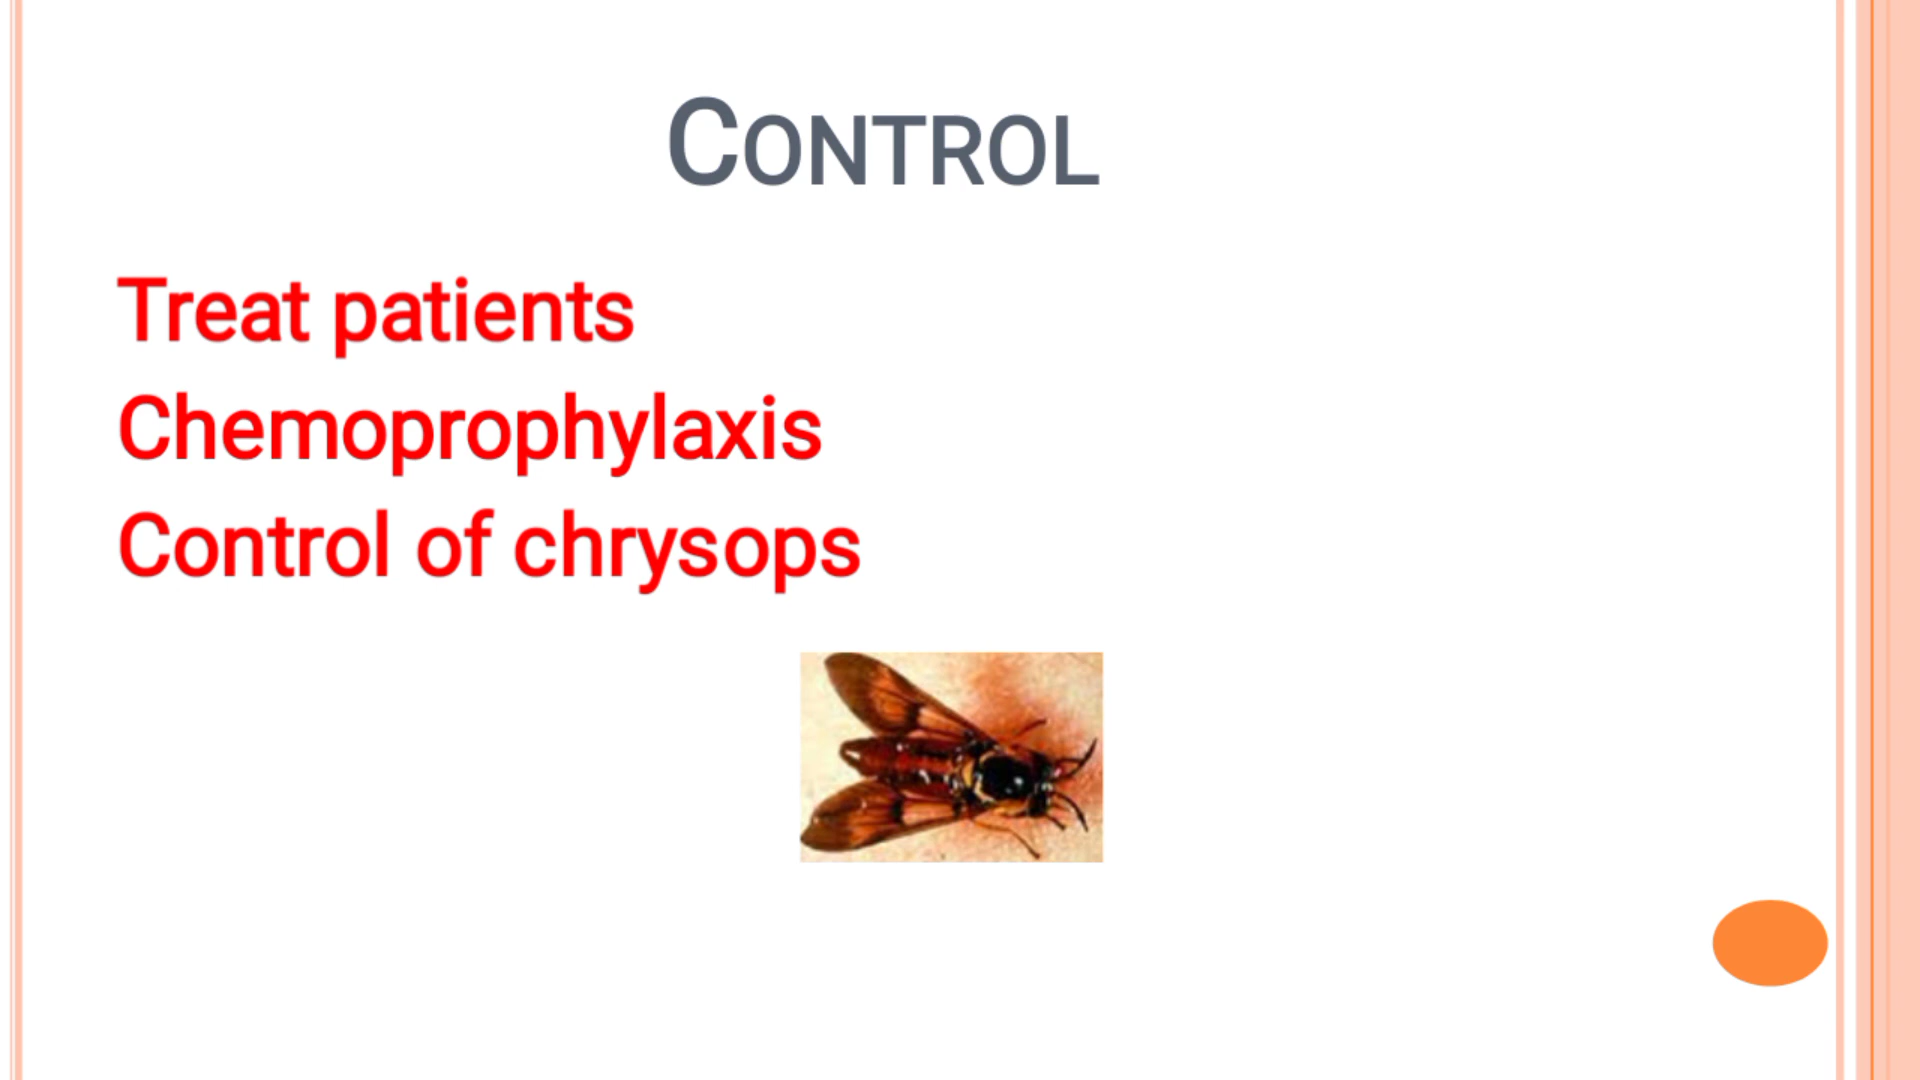 Control
Treat patients
Chemoprophylaxis
Control of chrysops